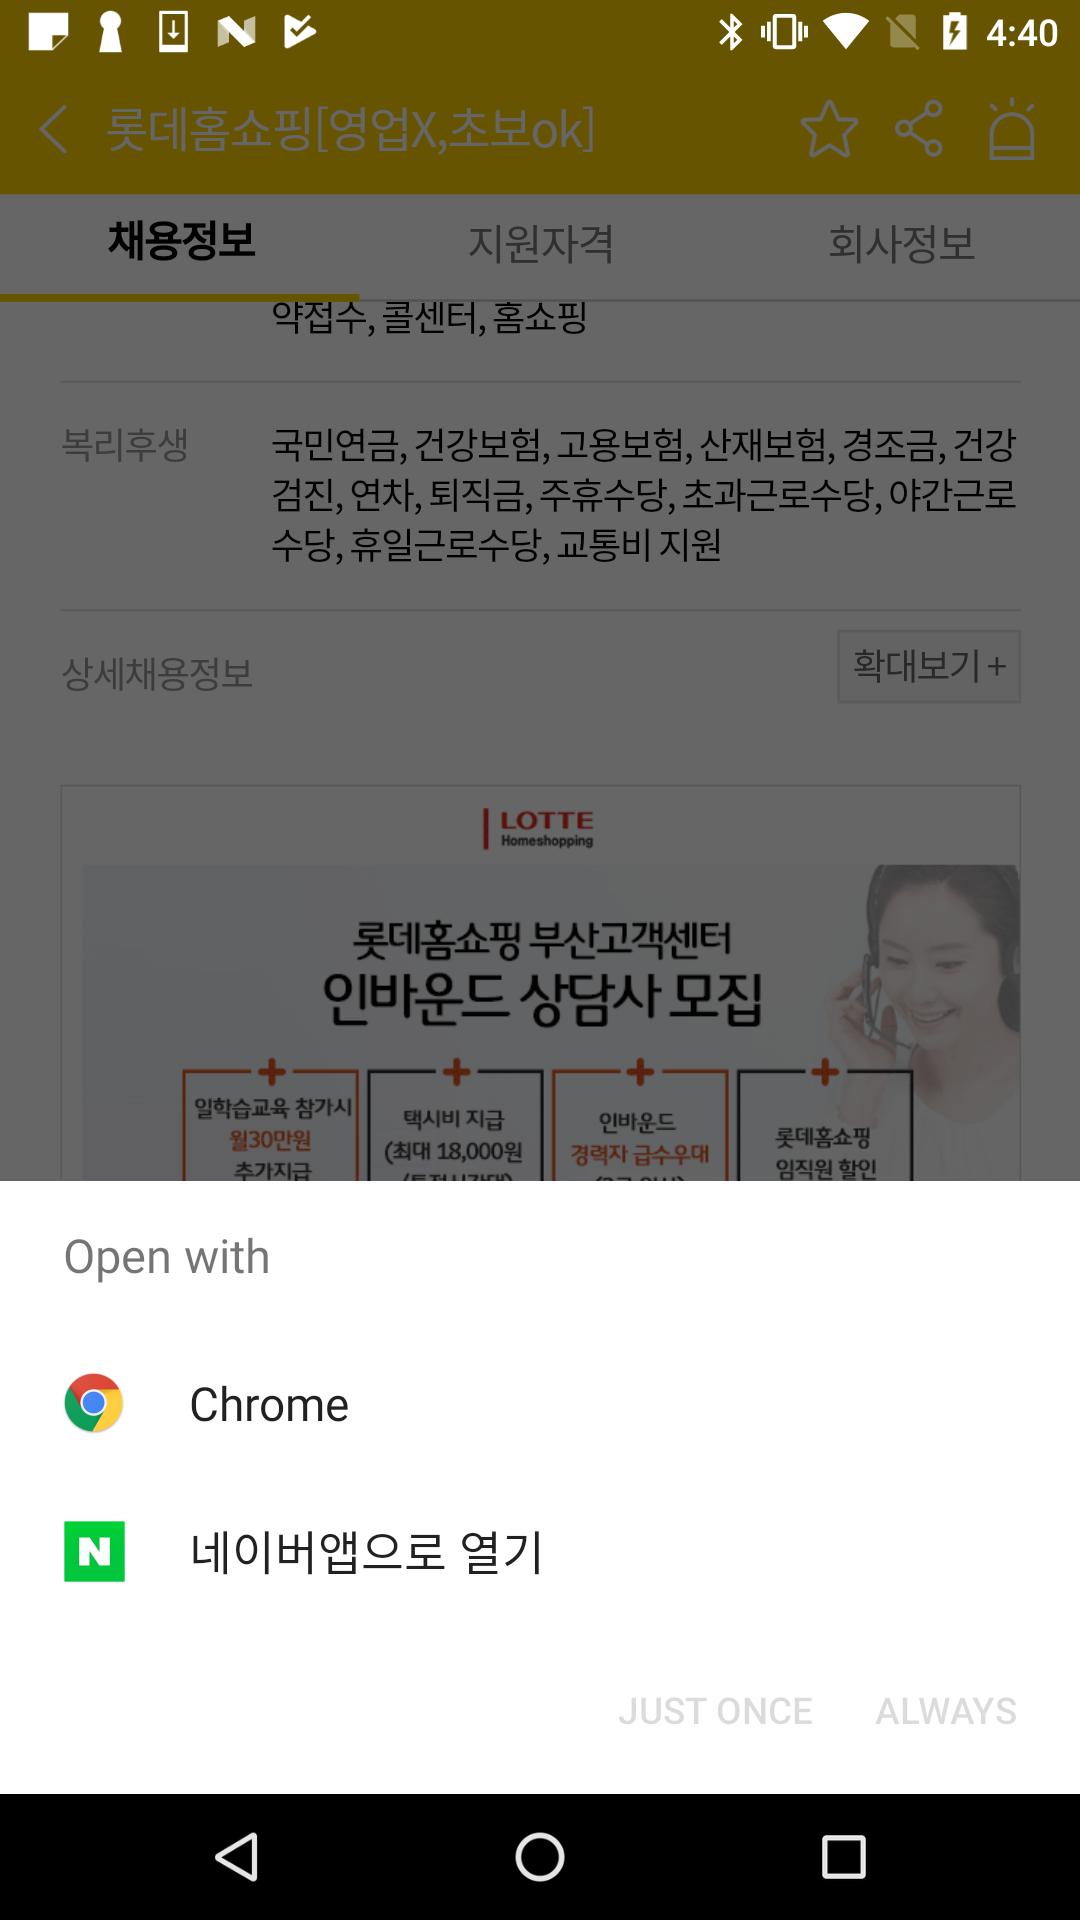 4:40
롯데홈쇼핑[영업X,초보ok]
채용정보 지원자격 회사정보
약접수, 콜센터, 홈쇼핑
복리후생 국민연금, 건강보험, 고용보험, 산재보험, 경조금, 건강
검진, 연차, 퇴직금, 주휴수당, 초과근로수당, 야간근로
수당, 휴일근로수당, 교통비 지원
상세채용정보 확대보기 +
LOTTE
Homeshopping
롯데홈쇼핑 부산고객센터
인바운드 상담사 모집
일학습교육 참가시
월30만원
추가지급
택시비 지급
(최대 18,000원
인바운드
경력자 급수우대
롯데홈쇼핑
임직원 할인
Open with
Chrome
네이버앱으로 열기
JUST ONCE ALWAYS